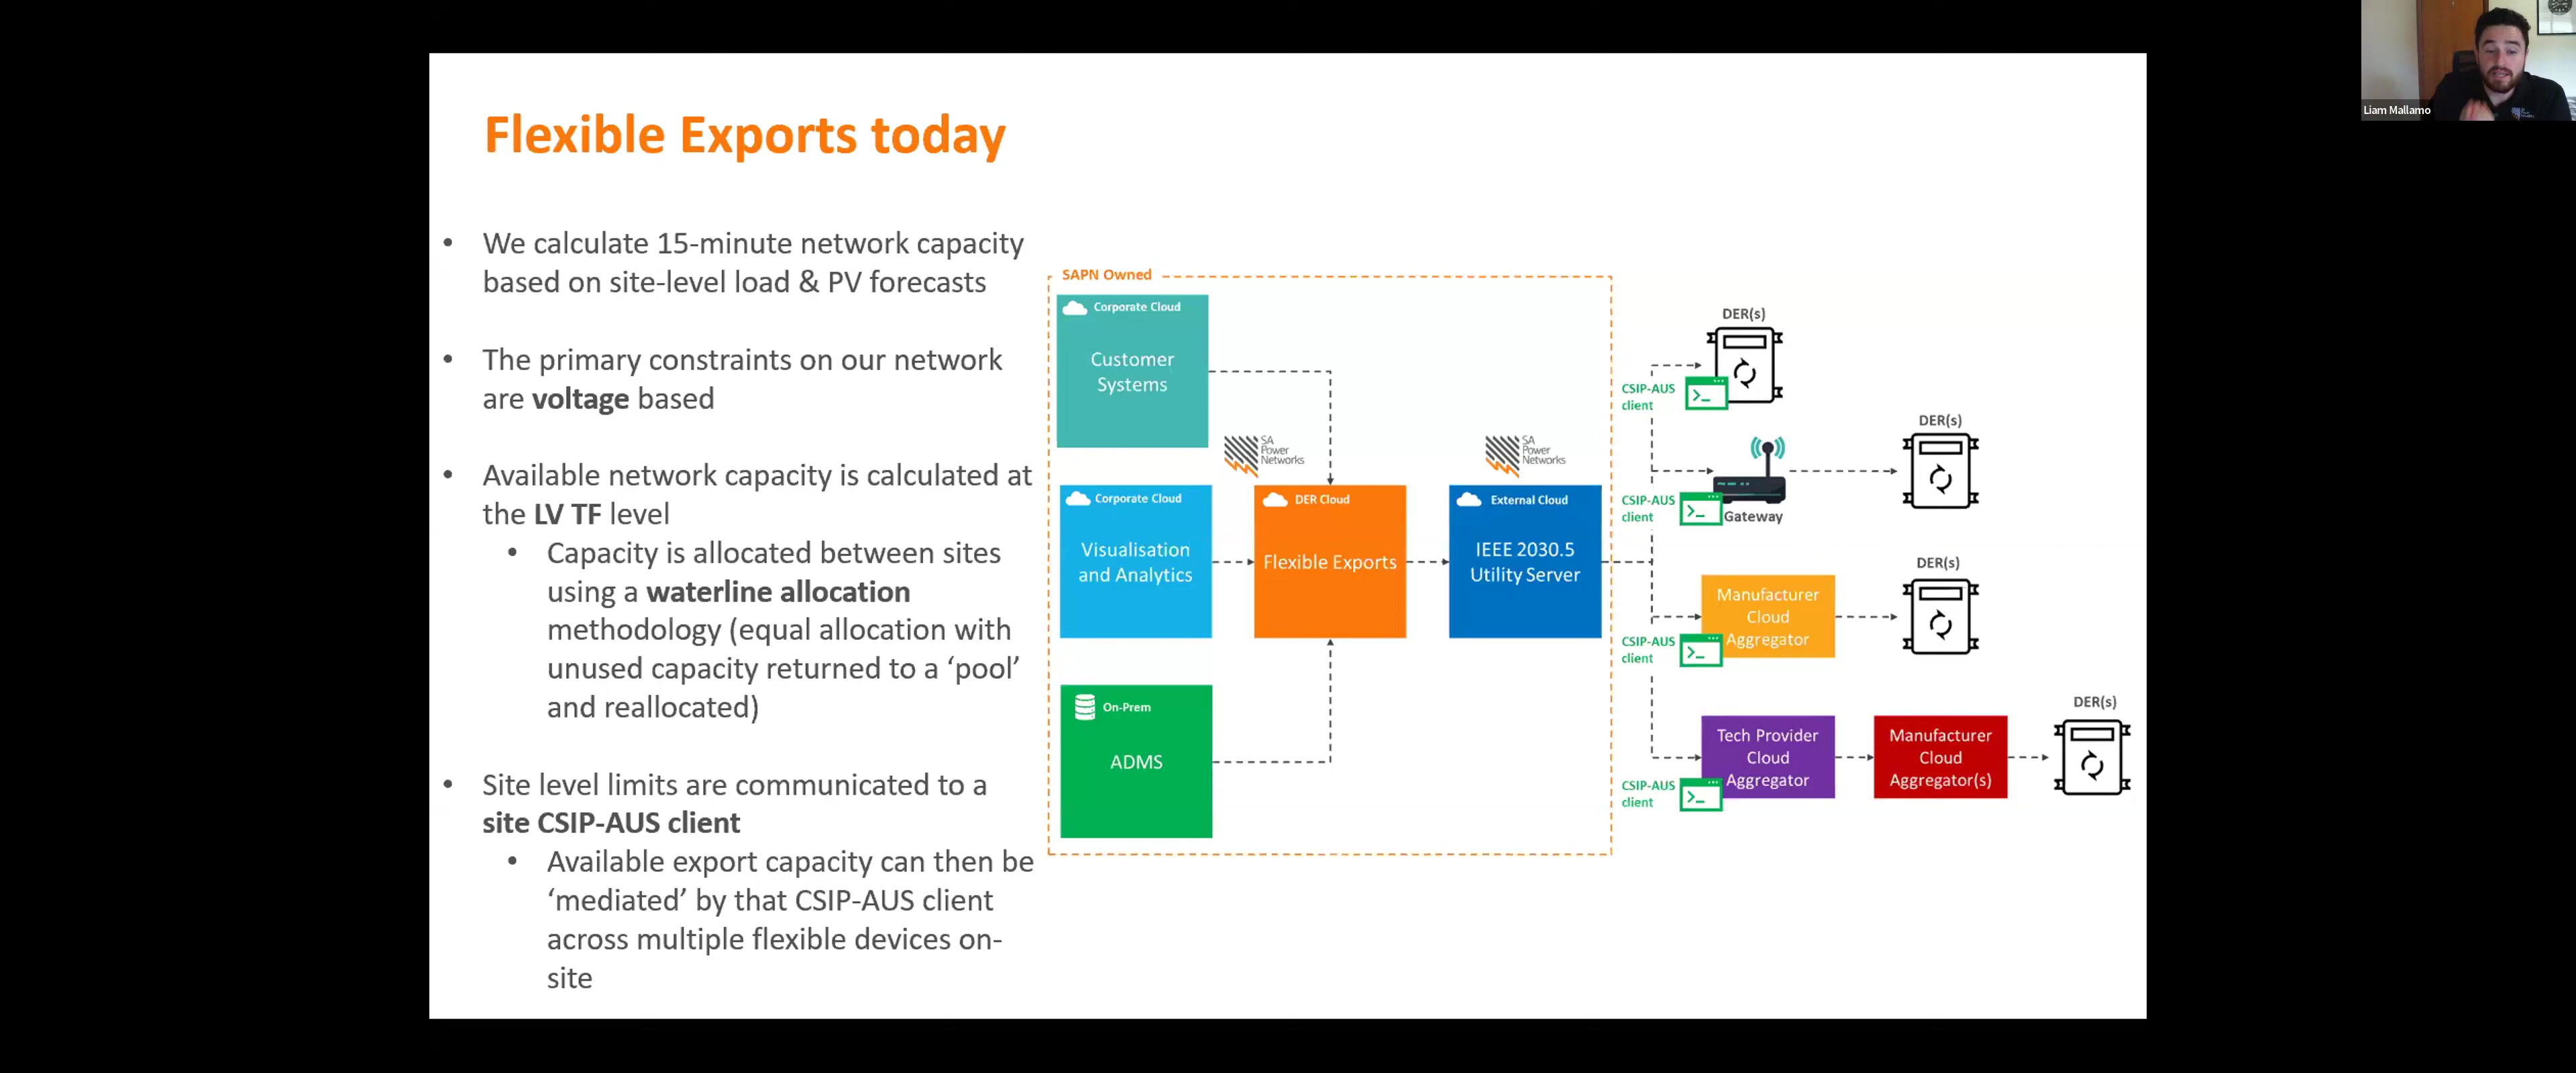 Liam Mallamo
Flexible Exports today
• We calculate 15-minute network capacity
based on site-level load & PV forecasts
• The primary constraints on our network
are voltage based
• Available network capacity is calculated at
the LV TF level
• Capacity is allocated between sites
using a waterline allocation
methodology (equal allocation with
unused capacity returned to a ‘pool’
and reallocated)
• Site level limits are communicated to a
site CSIP-AUS client
• Available export capacity can then be
‘mediated’ by that CSIP-AUS client
across multiple flexible devices on-
site
SAPN Owned
Corporate Cloud
Customer
Systems
SA
Power
Networks
SA
Power
Networks
Corporate Cloud
Visualisation
and Analytics
DER Cloud
Flexible Exports
External Cloud
IEEE 2030.5
Utility Server
On-Prem
ADMS
DER(s)
CSIP-AUS
client
DER(s)
CSIP-AUS
client
Gateway
DER(s)
Manufacturer
Cloud
Aggregator
CSIP-AUS
client
DER(s)
Tech Provider
Cloud
Aggregator
Manufacturer
Cloud
Aggregator(s)
CSIP-AUS
client